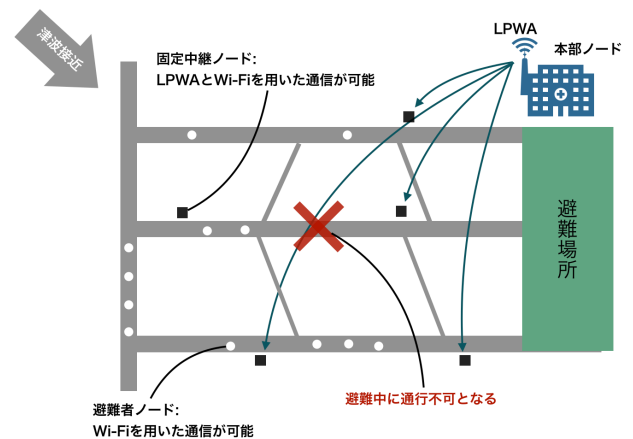 津波接近
LPWA
本部ノード
固定中継ノード:
LPWAとWi-Fiを用いた通信が可能
避難場所
避難中に通行不可となる
避難者ノード:
Wi-Fiを用いた通信が可能